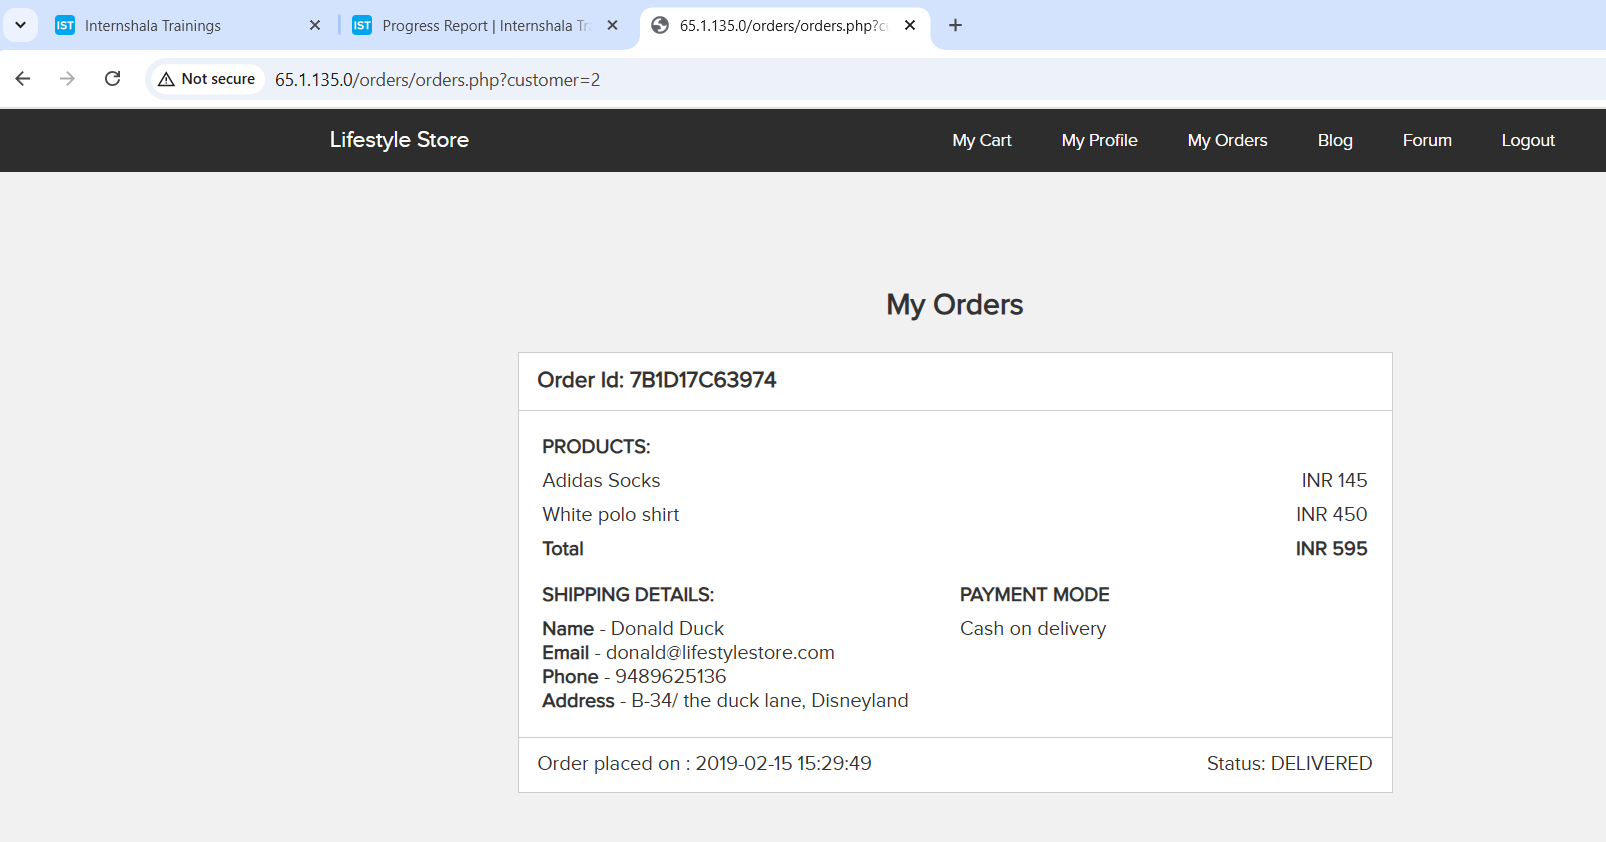 IST Internshala Trainings
IST Progress Report | Internshala Tr
65.1.135.0/orders/orders.php?c
Not secure 65.1.135.0/orders/orders.php?customer=2
Lifestyle Store My Cart My Profile My Orders Blog Forum Logout
My Orders
Order Id: 7B1D17C63974
PRODUCTS:
Adidas Socks INR 145
White polo shirt INR 450
Total INR 595
SHIPPING DETAILS:
Name - Donald Duck
Email - donald@lifestylestore.com
Phone - 9489625136
Address - B-34/ the duck lane, Disneyland
PAYMENT MODE
Cash on delivery
Order placed on : 2019-02-15 15:29:49 Status: DELIVERED